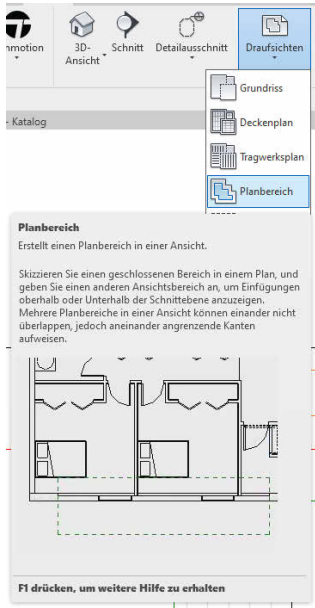 nmotion
3D-
Ansicht
Schnitt
Detailausschnitt
Draufsichten
- Katalog
Grundriss
Deckenplan
Tragwerksplan
Planbereich
Planbereich
Erstellt einen Planbereich in einer Ansicht.
Skizzieren Sie einen geschlossenen Bereich in einem Plan, und
geben Sie einen anderen Ansichtsbereich an, um Einfügungen
oberhalb oder Unterhalb der Schnittebene anzuzeigen.
Mehrere Planbereiche in einer Ansicht können einander nicht
überlappen, jedoch aneinander angrenzende Kanten
aufweisen.
F1 drücken, um weitere Hilfe zu erhalten